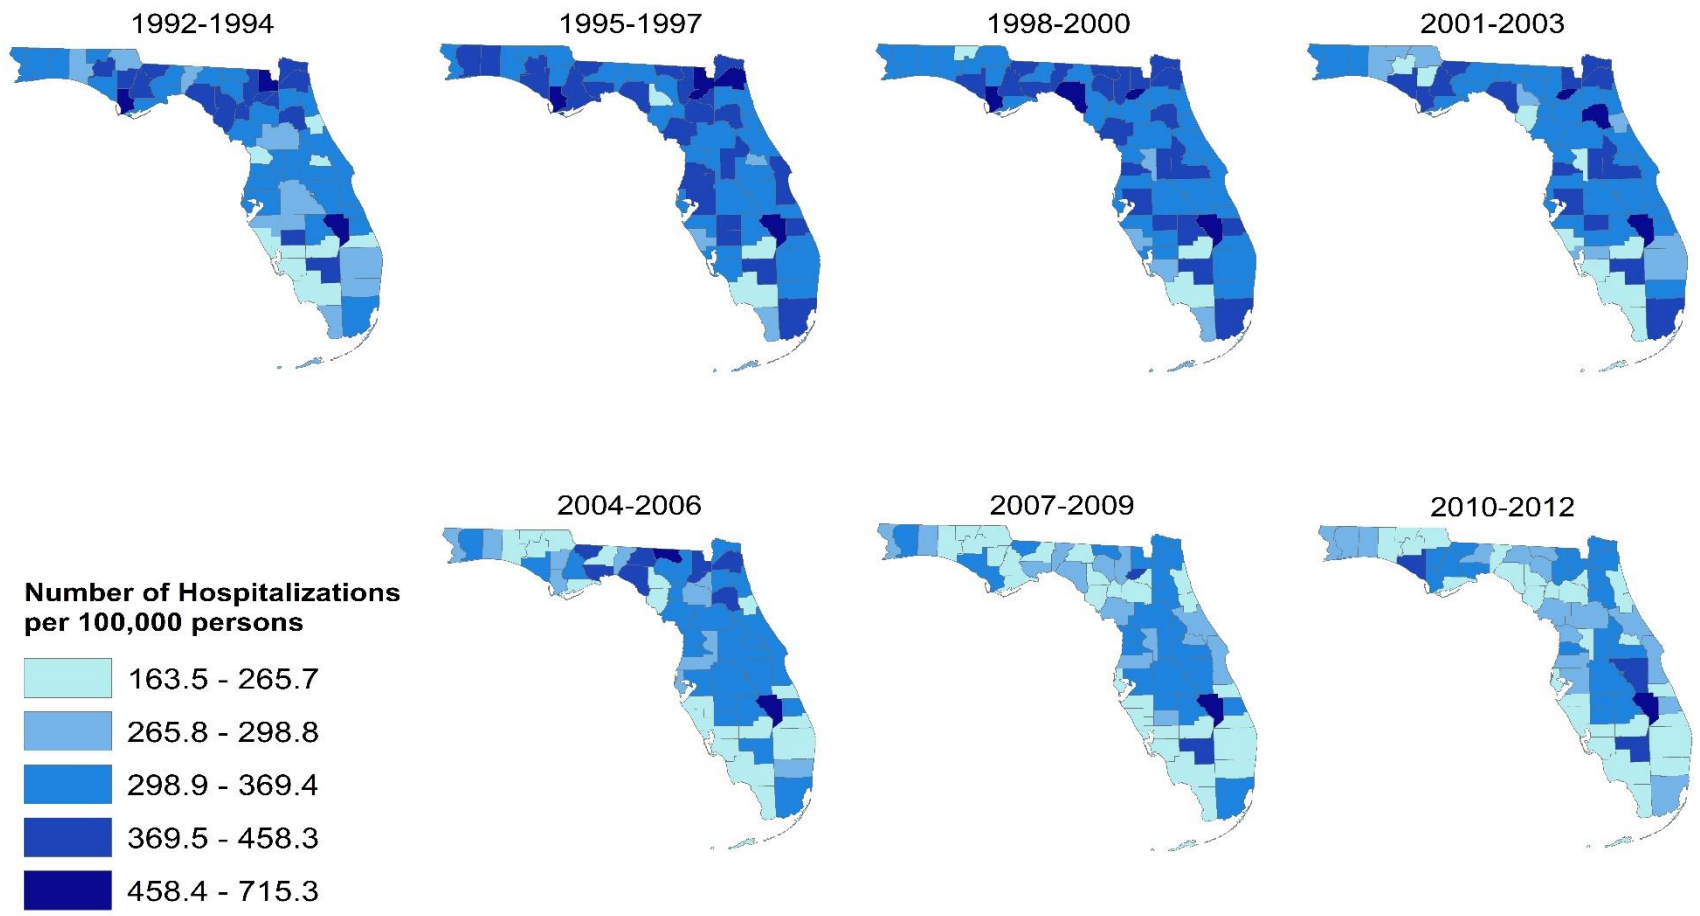 1992-1994
1995-1997
1998-2000
2001-2003
2004-2006
2007-2009
2010-2012
Number of Hospitalizations
per 100,000 persons
163.5 - 265.7
265.8 - 298.8
298.9 - 369.4
369.5 - 458.3
458.4 - 715.3